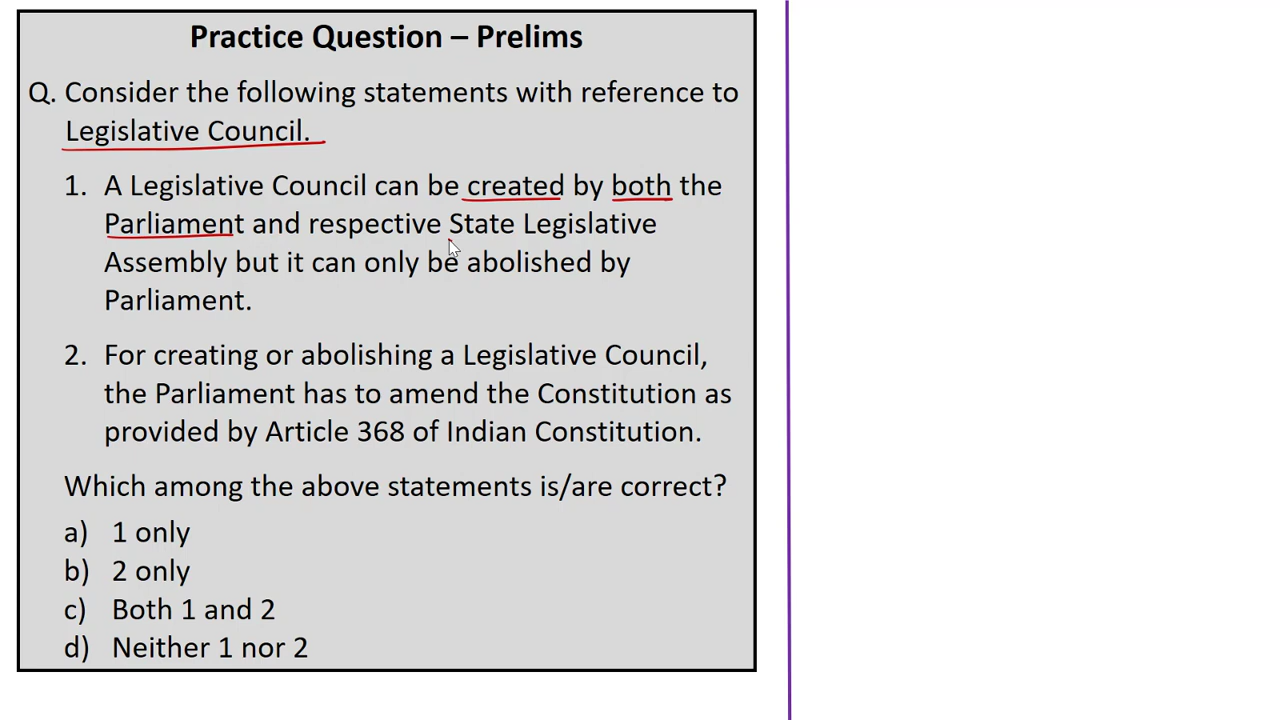 Practice Question – Prelims
Q. Consider the following statements with reference to
Legislative Council.
1. A Legislative Council can be created by both the
Parliament and respective State Legislative
Assembly but it can only be abolished by
Parliament.
2. For creating or abolishing a Legislative Council,
the Parliament has to amend the Constitution as
provided by Article 368 of Indian Constitution.
Which among the above statements is/are correct?
a) 1 only
b) 2 only
c) Both 1 and 2
d) Neither 1 nor 2